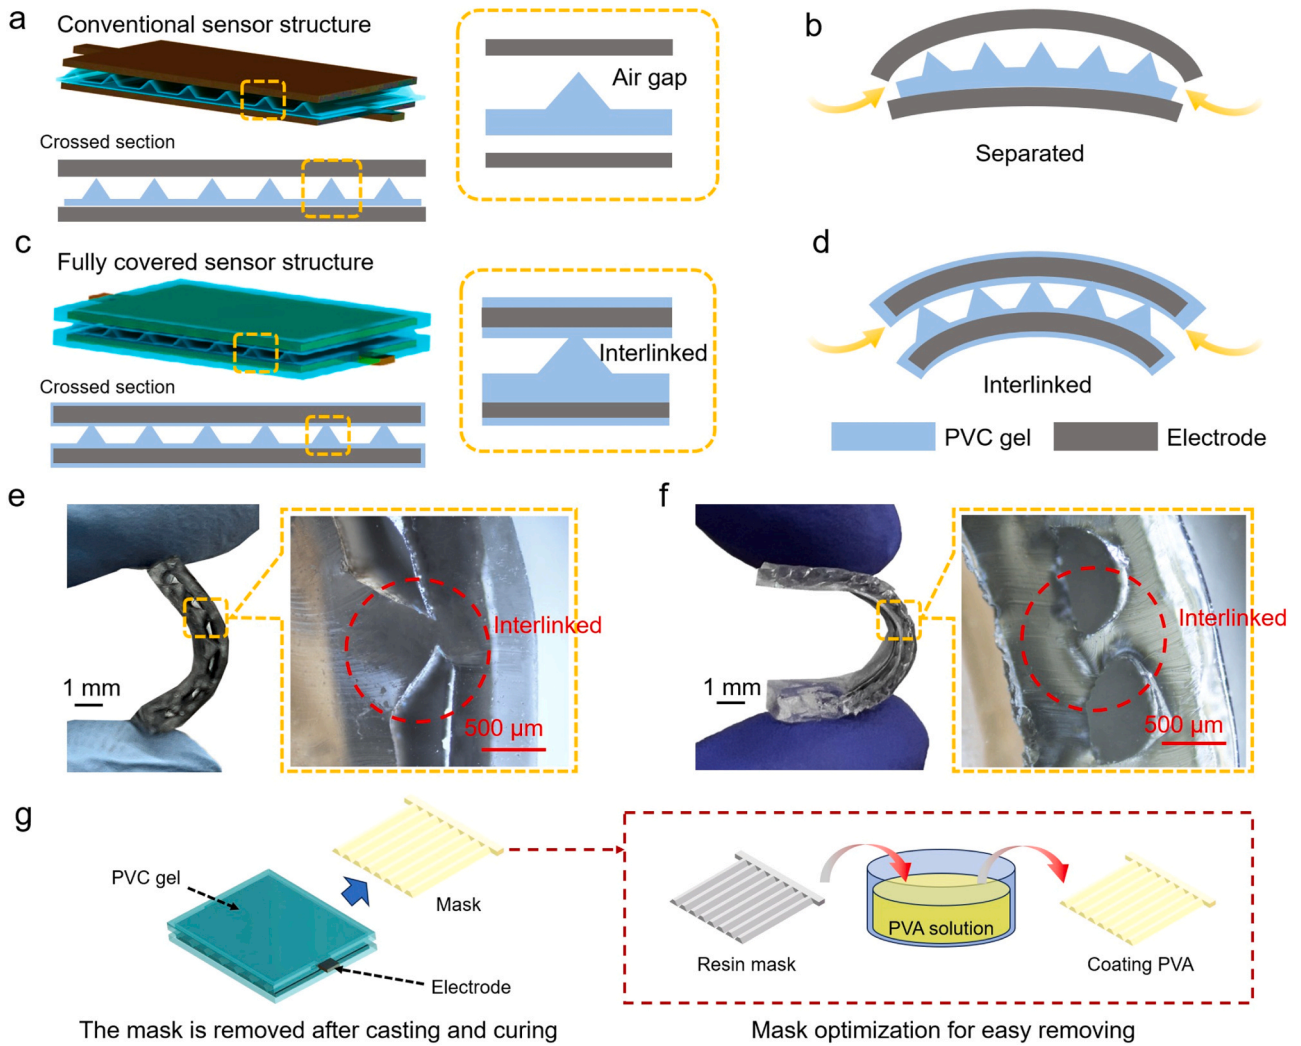 a
Conventional sensor structure
Crossed section
Air gap
b
Separated
c
Fully covered sensor structure
Crossed section
Interlinked
d
Interlinked
PVC gel
Electrode
e
1 mm
Interlinked
500 μm
f
1 mm
Interlinked
500 μm
g
PVC gel
Mask
Electrode
The mask is removed after casting and curing
Resin mask
PVA solution
Coating PVA
Mask optimization for easy removing